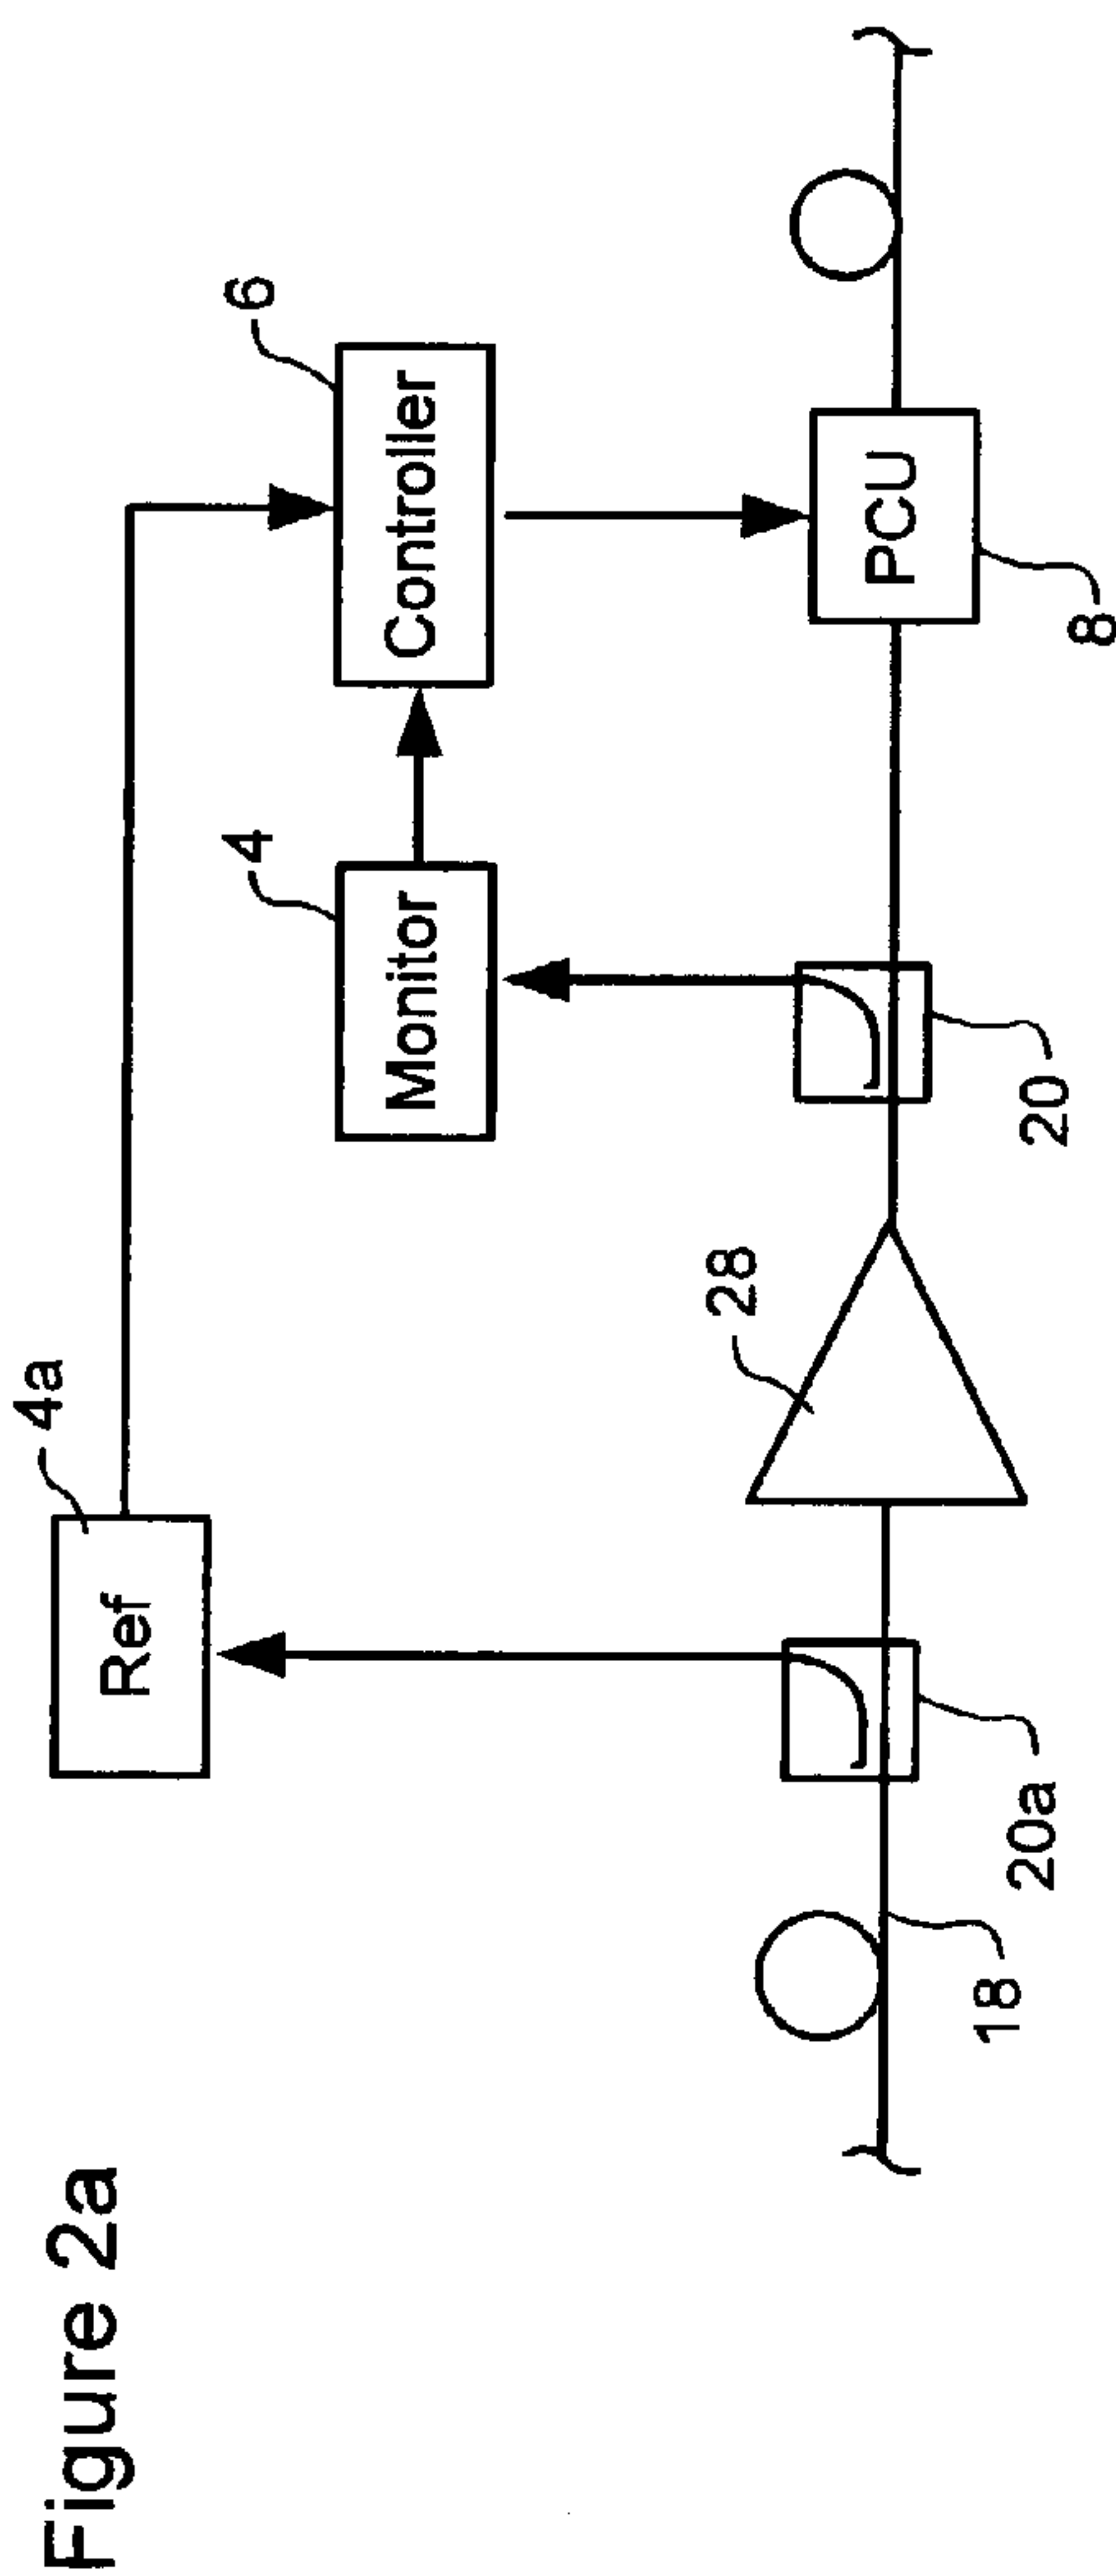 Figure 2a
Ref
4a
Monitor
4
Controller
6
28
PCU
8
18
20a
20